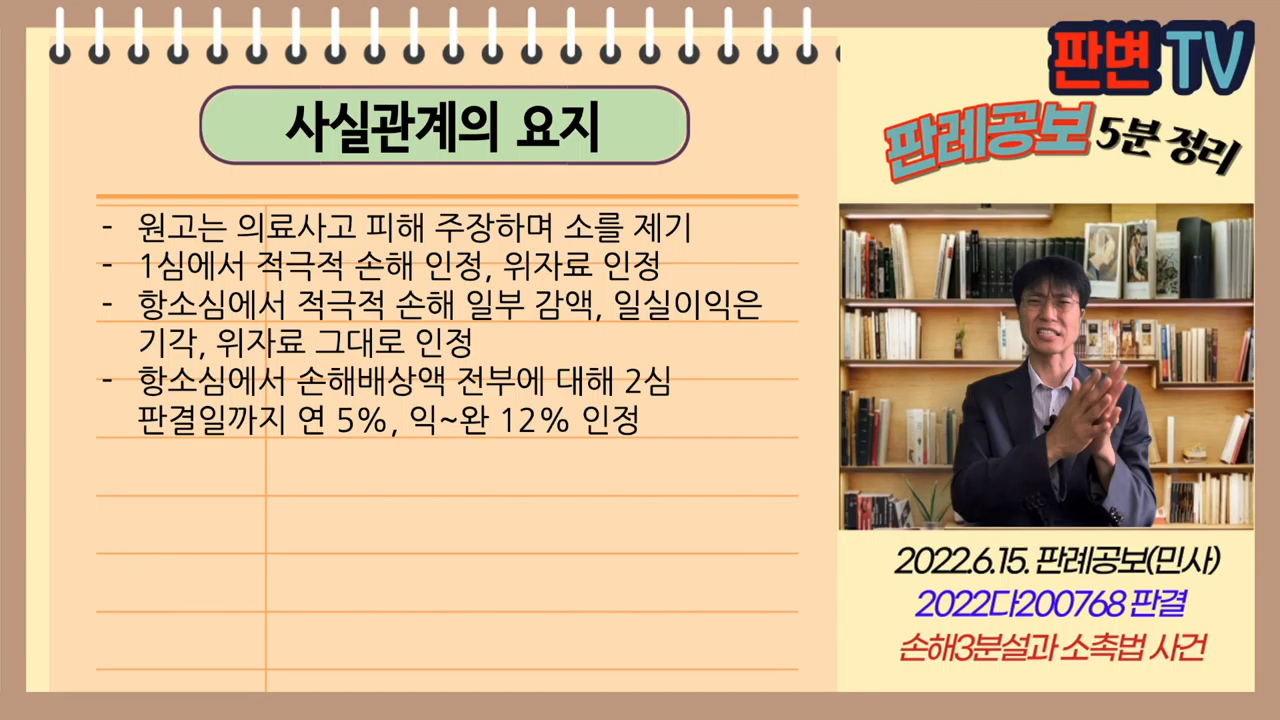 사실관계의 요지
- 원고는 의료사고 피해 주장하며 소를 제기
- 1심에서 적극적 손해 인정, 위자료 인정
- 항소심에서 적극적 손해 일부 감액, 일실이익은
기각, 위자료 그대로 인정
- 항소심에서 손해배상액 전부에 대해 2심
판결일까지 연 5%, 익~완 12% 인정
판변 TV
판례공보 5분 정리
2022.6.15. 판례공보(민사)
2022다200768 판결
손해3분설과 소촉법 사건